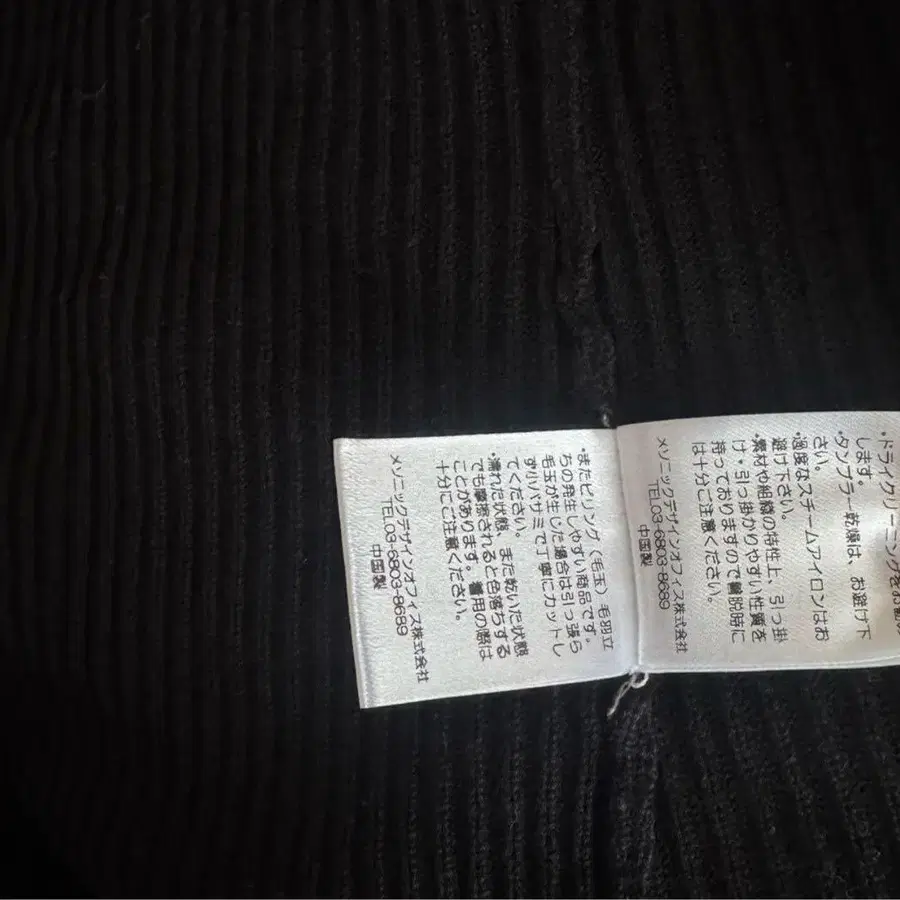 ・ドライクリーニングをお勧め
します。
・タンブラー乾燥は、お避け下
さい。
・過度なスチームアイロンはお
避け下さい。
・素材や組織の特性上、引っ掛
け・引っ掛かりやすい性質を
持っておりますので着脱時に
は十分ご注意ください。
メソニックデザインオフィス株式会社
TEL03-6803-8689
中国製
・またピリング（毛玉）毛羽立
ちの発生しやすい商品です。
毛玉が生じた場合は引っ張ら
ずにハサミで丁寧にカットし
てください。
・濡れた状態、また乾いた状態
でも摩擦されると色落ちする
ことがあります。着用の際は
十分にご注意ください。
メソニックデザインオフィス株式会社
TEL03-6803-8689
中国製